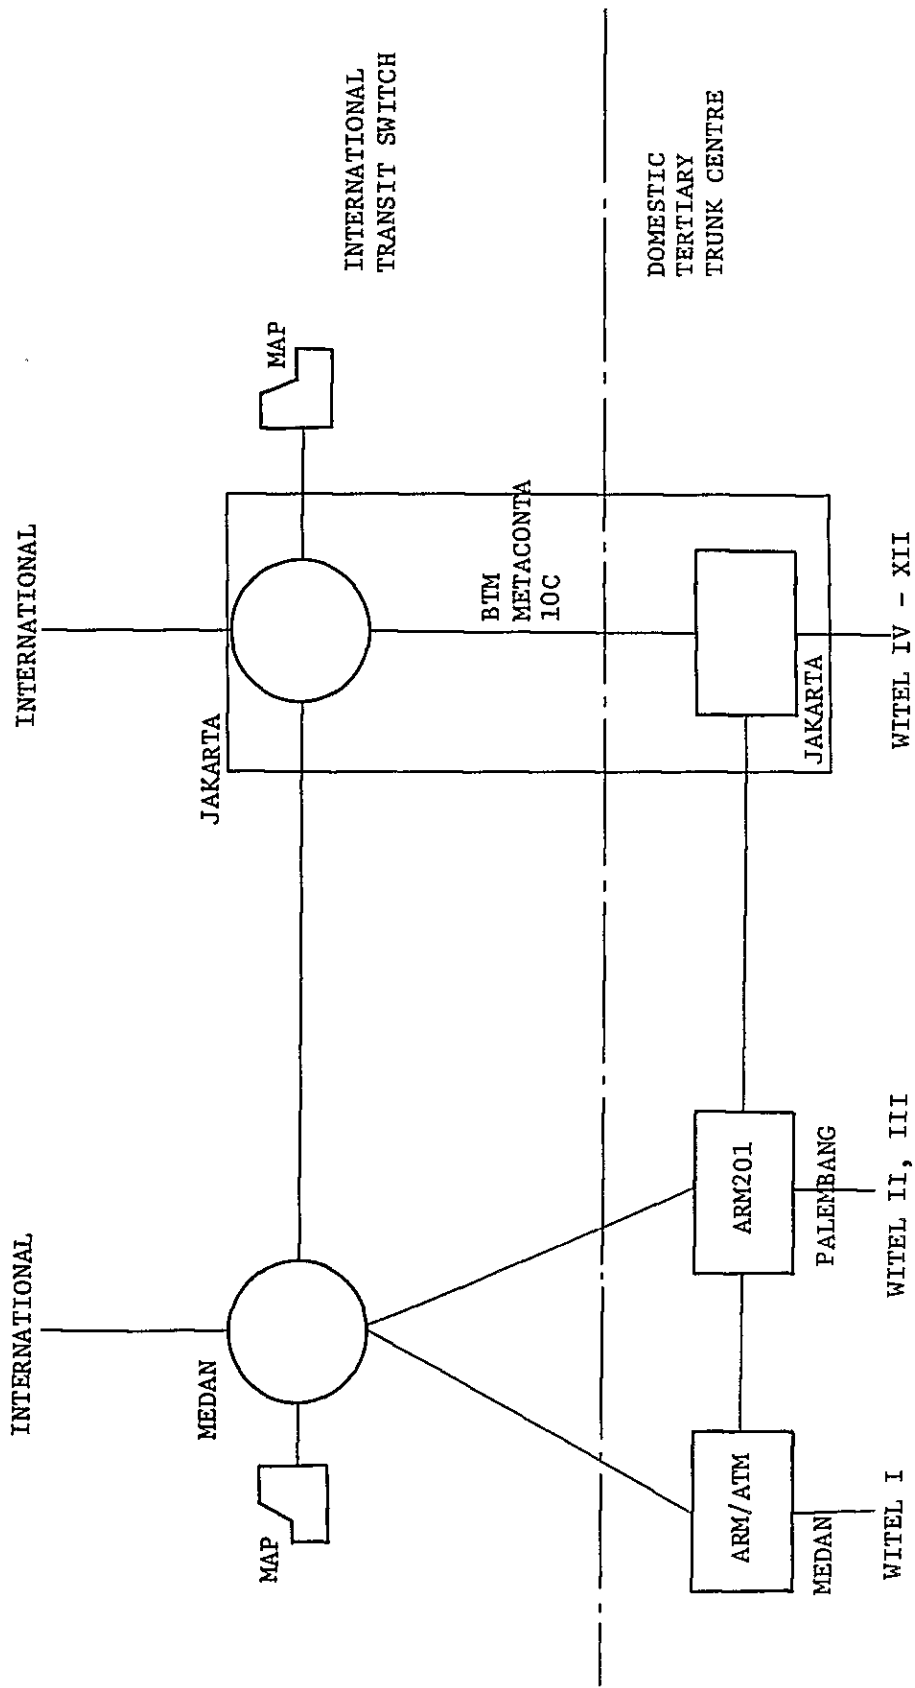 INTERNATIONAL
INTERNATIONAL
MEDAN
JAKARTA
MAP
MAP
INTERNATIONAL
TRANSIT SWITCH
BTM
METACONTA
10C
DOMESTIC
TERTIARY
TRUNK CENTRE
ARM/ATM
ARM201
MEDAN
PALEMBANG
JAKARTA
WITEL I
WITEL II, III
WITEL IV - XII